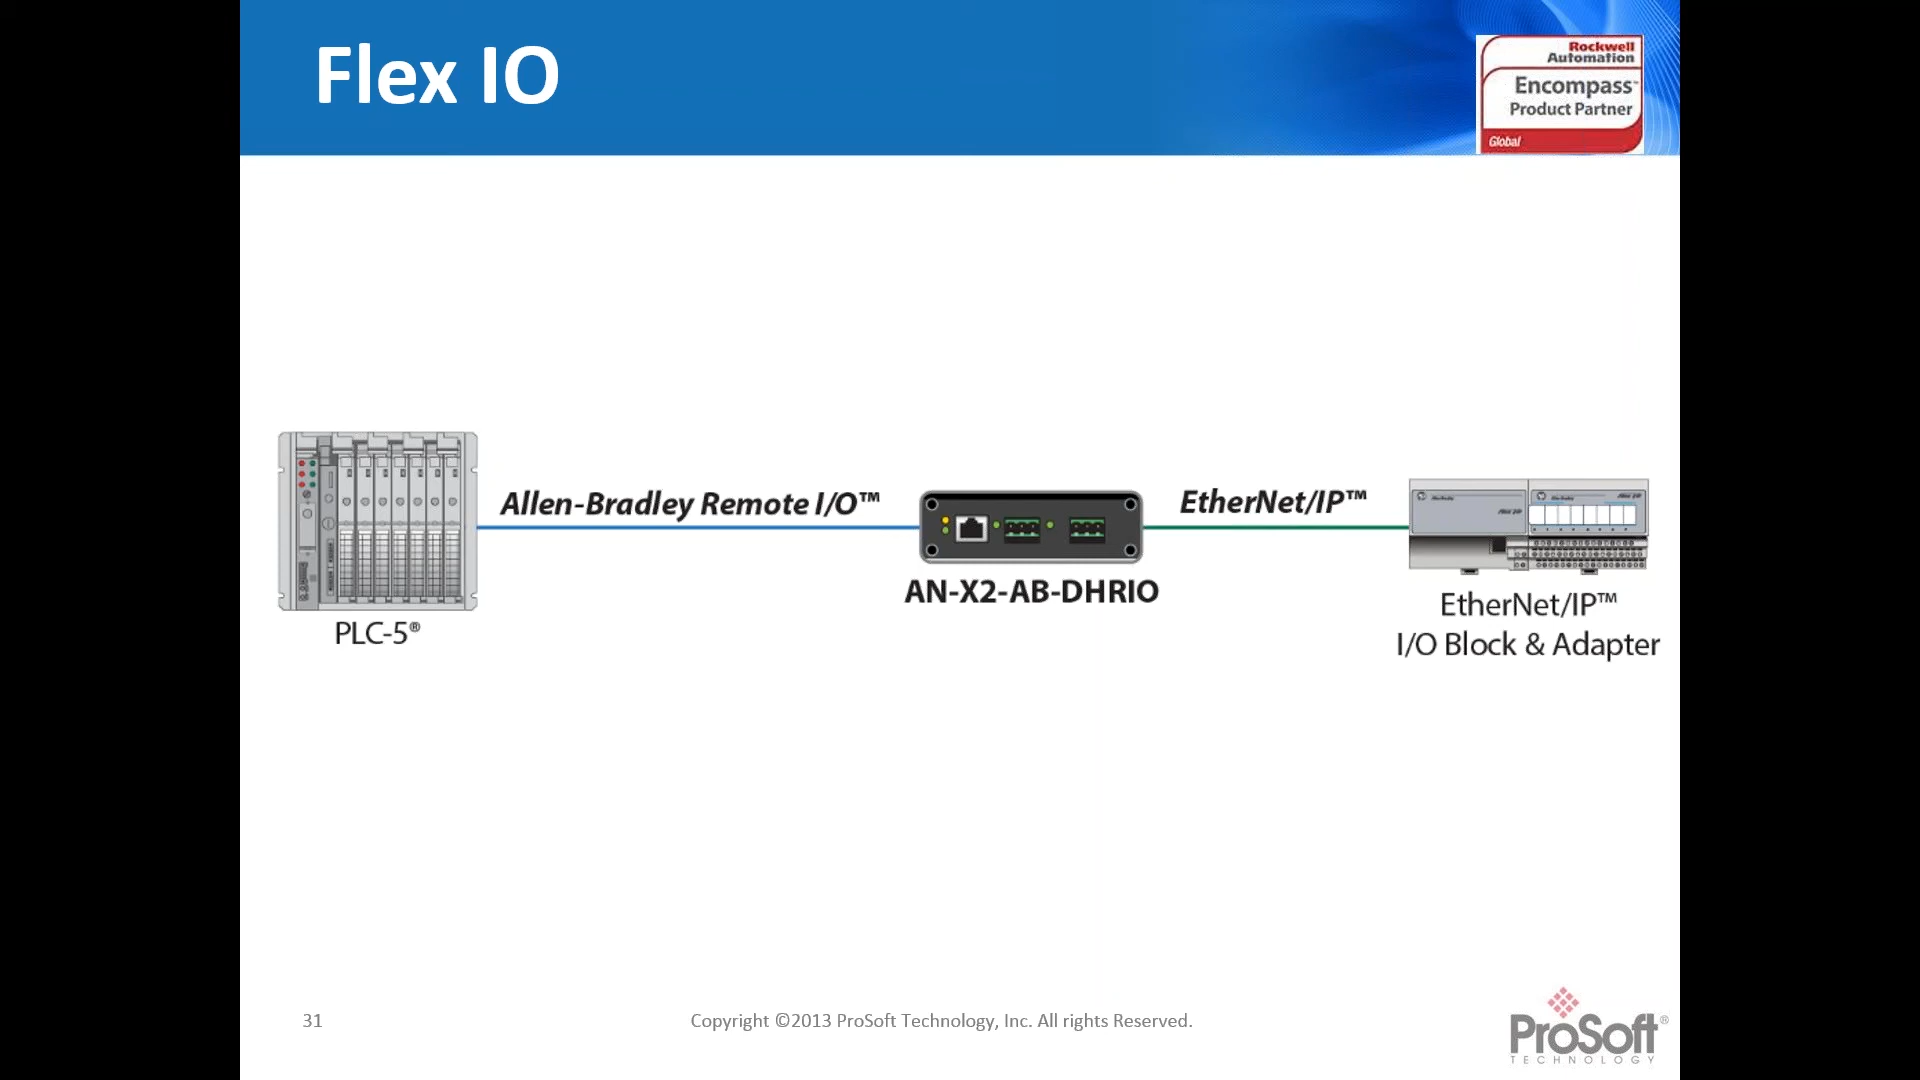 Flex IO
Rockwell
Automation
Encompass™
Product Partner
Global
Allen-Bradley Remote I/O™
EtherNet/IP™
AN-X2-AB-DHRIO
PLC-5®
EtherNet/IP™
I/O Block & Adapter
31
Copyright ©2013 ProSoft Technology, Inc. All rights Reserved.
ProSoft®
TECHNOLOGY